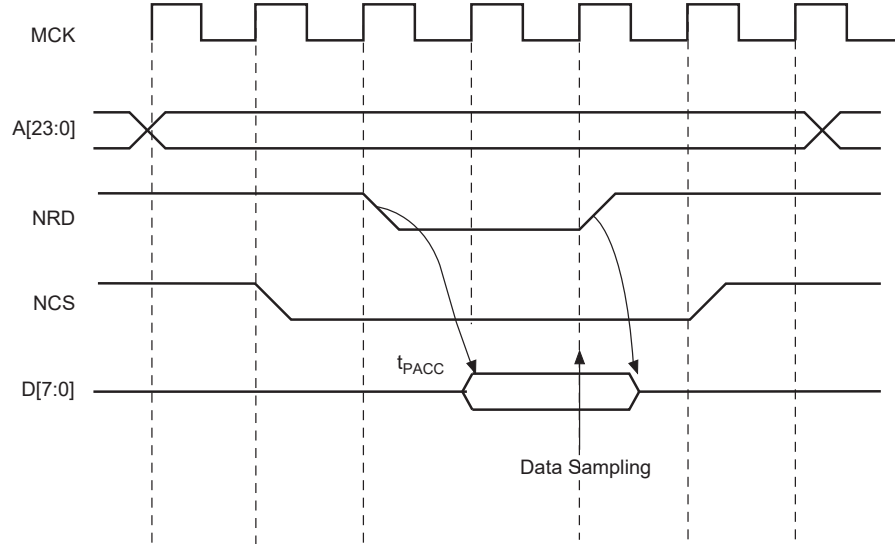 MCK
A[23:0]
NRD
NCS
tPACC
D[7:0]
Data Sampling